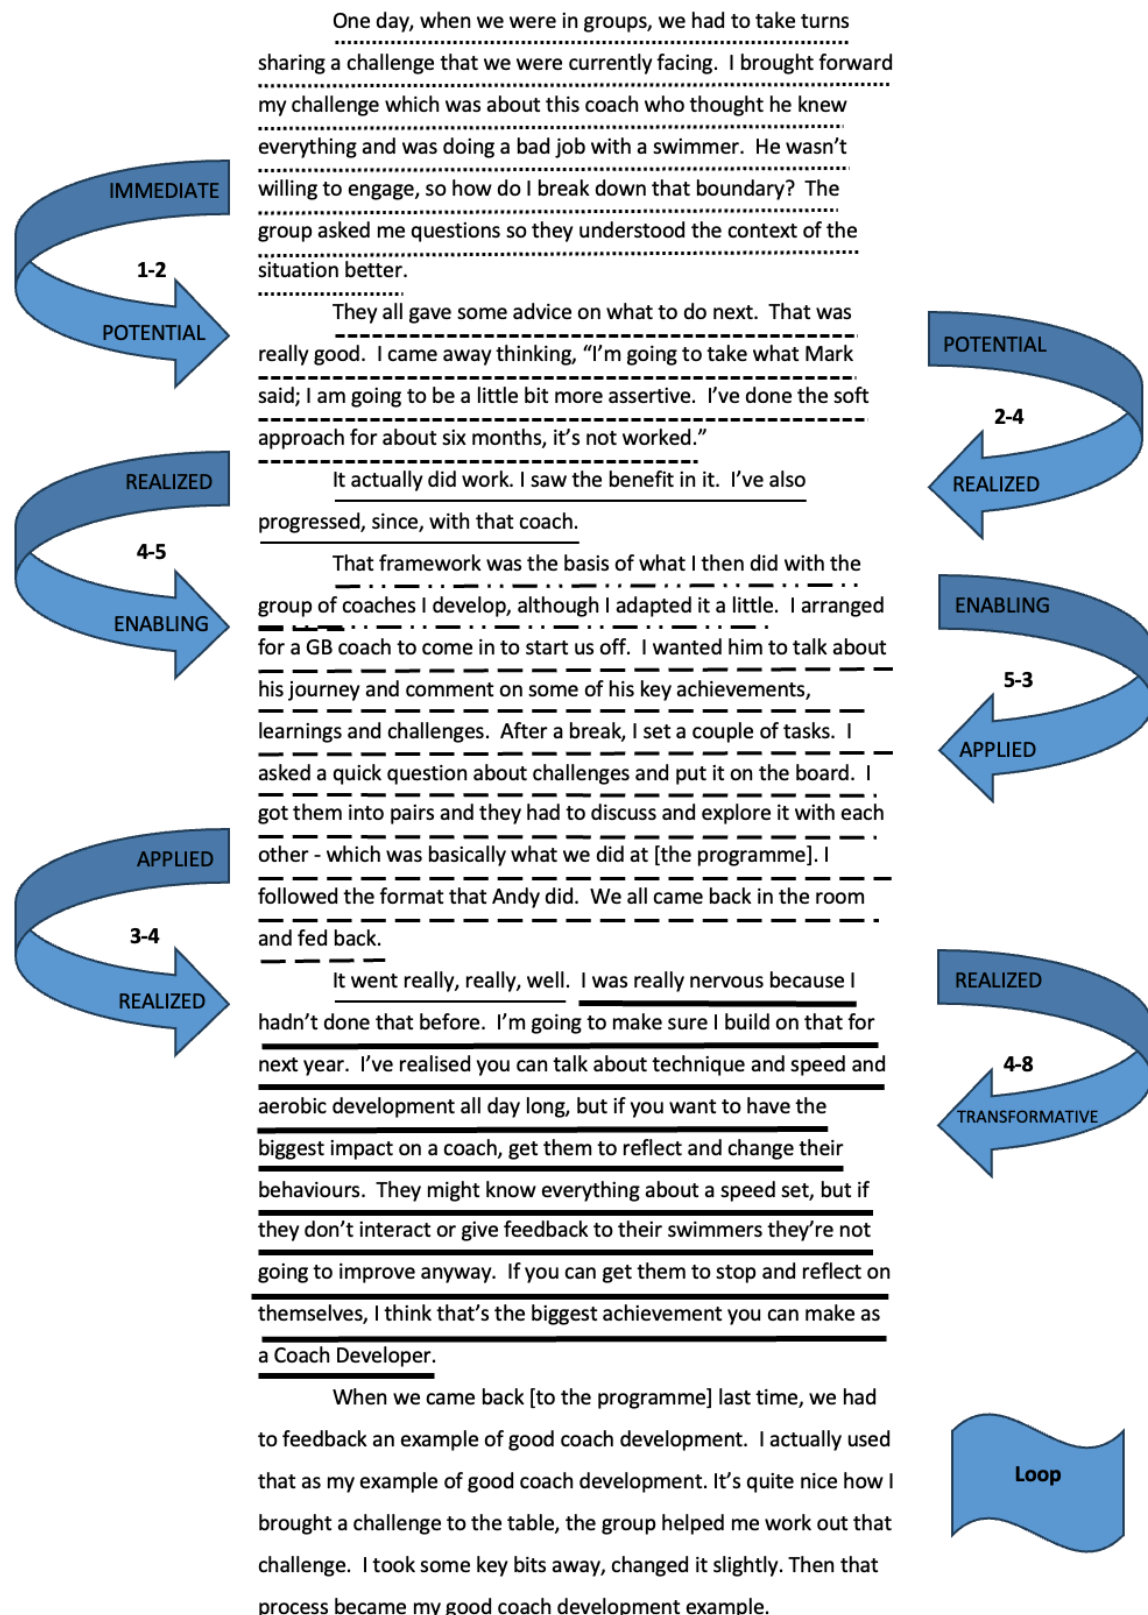 One day, when we were in groups, we had to take turns
sharing a challenge that we were currently facing.  I brought forward
my challenge which was about this coach who thought he knew
everything and was doing a bad job with a swimmer.  He wasn't
willing to engage, so how do I break down that boundary?  The
group asked me questions so they understood the context of the
situation better.
IMMEDIATE
1-2
POTENTIAL
They all gave some advice on what to do next.  That was
really good.  I came away thinking, "I'm going to take what Mark
said; I am going to be a little bit more assertive.  I've done the soft
approach for about six months, it's not worked."
POTENTIAL
2-4
REALIZED
It actually did work. I saw the benefit in it.  I've also
progressed, since, with that coach.
REALIZED
4-5
ENABLING
That framework was the basis of what I then did with the
group of coaches I develop, although I adapted it a little.  I arranged
for a GB coach to come in to start us off.  I wanted him to talk about
his journey and comment on some of his key achievements,
learnings and challenges.  After a break, I set a couple of tasks.  I
asked a quick question about challenges and put it on the board.  I
got them into pairs and they had to discuss and explore it with each
other - which was basically what we did at [the programme]. I
followed the format that Andy did.  We all came back in the room
and fed back.
ENABLING
5-3
APPLIED
APPLIED
3-4
REALIZED
It went really, really, well.  I was really nervous because I
hadn't done that before.  I'm going to make sure I build on that for
next year.  I've realised you can talk about technique and speed and
aerobic development all day long, but if you want to have the
biggest impact on a coach, get them to reflect and change their
behaviours.  They might know everything about a speed set, but if
they don't interact or give feedback to their swimmers they're not
going to improve anyway.  If you can get them to stop and reflect on
themselves, I think that's the biggest achievement you can make as
a Coach Developer.
REALIZED
4-8
TRANSFORMATIVE
When we came back [to the programme] last time, we had
to feedback an example of good coach development.  I actually used
that as my example of good coach development. It's quite nice how I
brought a challenge to the table, the group helped me work out that
challenge.  I took some key bits away, changed it slightly. Then that
process became my good coach development example.
Loop